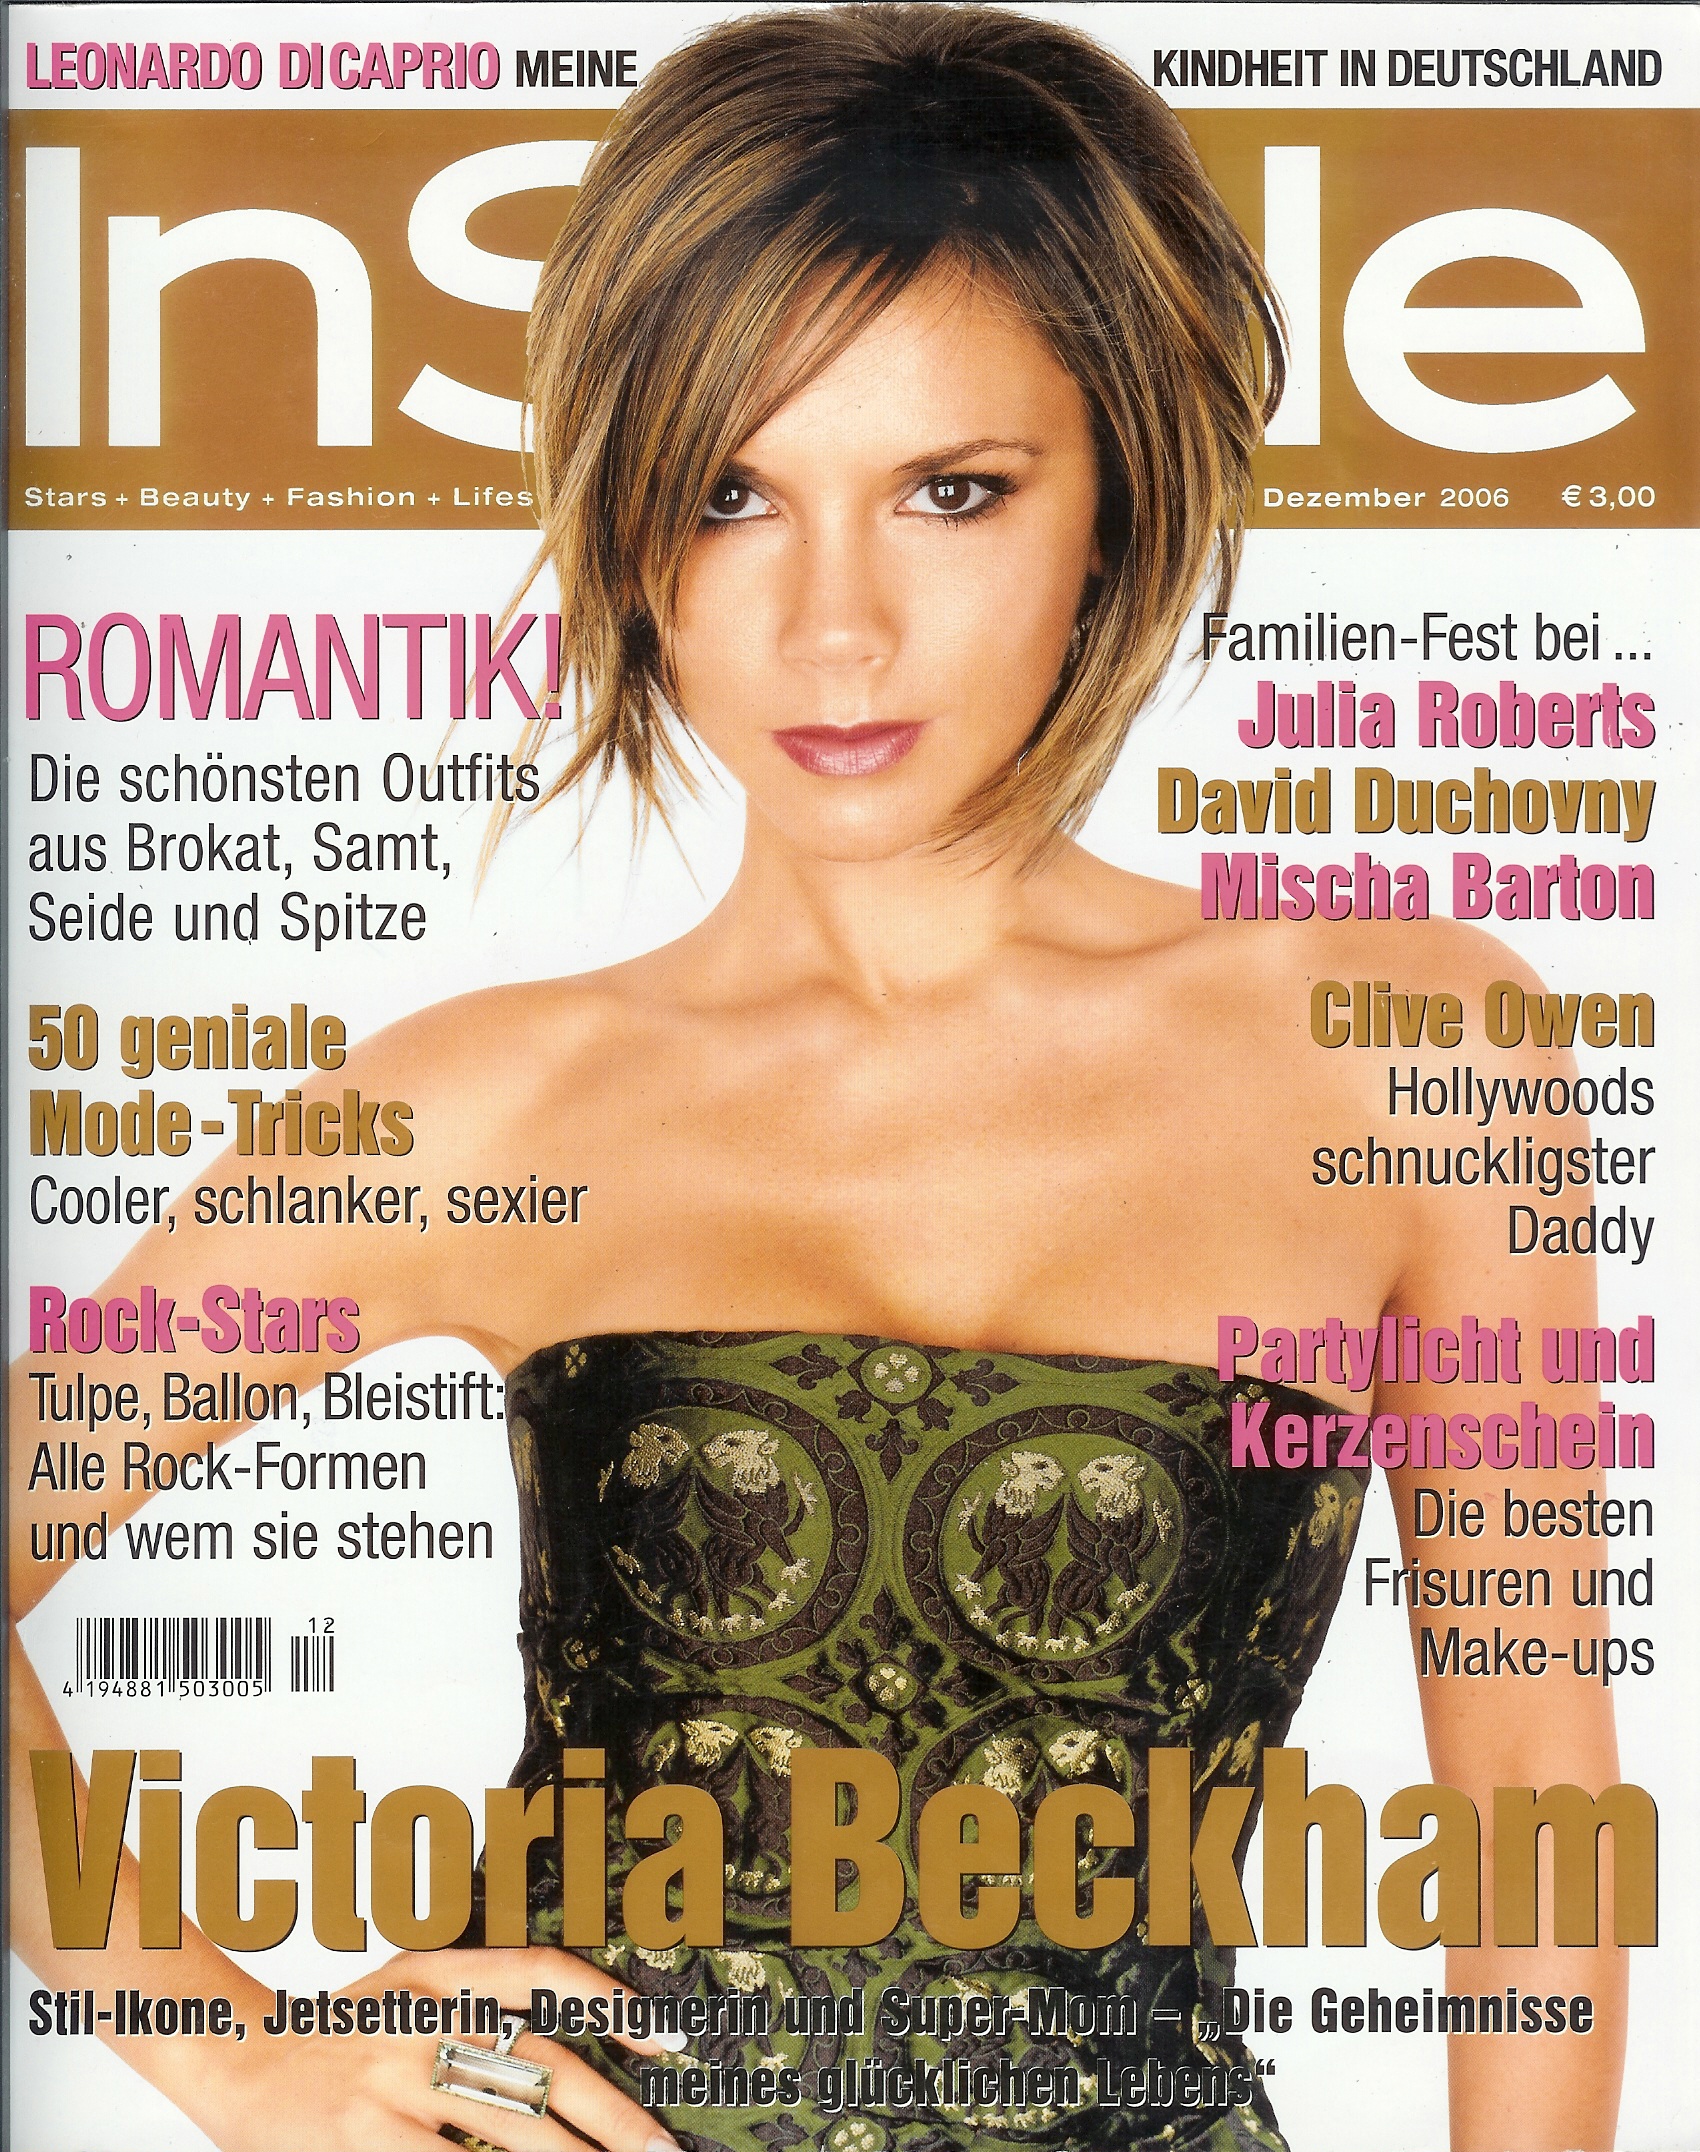 LEONARDO DICAPRIO MEINE KINDHEIT IN DEUTSCHLAND
InStyle
Stars + Beauty + Fashion + Lifes
Dezember 2006 € 3,00
ROMANTIK!
Die schönsten Outfits
aus Brokat, Samt,
Seide und Spitze
50 geniale
Mode-Tricks
Cooler, schlanker, sexier
Rock-Stars
Tulpe, Ballon, Bleistift:
Alle Rock-Formen
und wem sie stehen
12
4 194881 503005
Familien-Fest bei ...
Julia Roberts
David Duchovny
Mischa Barton
Clive Owen
Hollywoods
schnuckligster
Daddy
Partylicht und
Kerzenschein
Die besten
Frisuren und
Make-ups
Victoria Beckham
Stil-Ikone, Jetsetterin, Designerin und Super-Mom – „Die Geheimnisse
meines glücklichen Lebens“